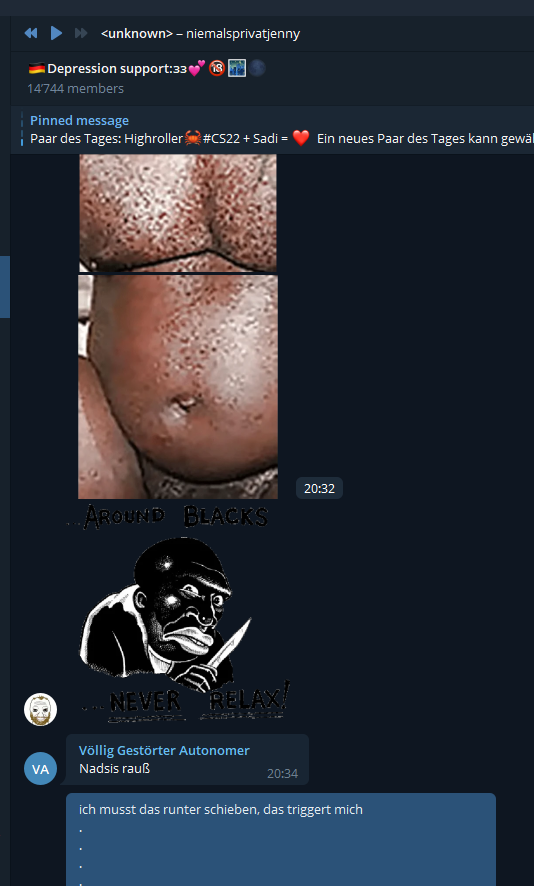 <unknown> – niemalsprivatjenny
🇩🇪Depression support:зз💕🔞
14'744 members
Pinned message
Paar des Tages: Highroller🦀#CS22 + Sadi = ❤️ Ein neues Paar des Tages kann gewäl
20:32
..AROUND BLACKS
...NEVER RELAX!
Völlig Gestörter Autonomer
VA
Nadsis rauß
20:34
ich musst das runter schieben, das triggert mich
.
.
.
.